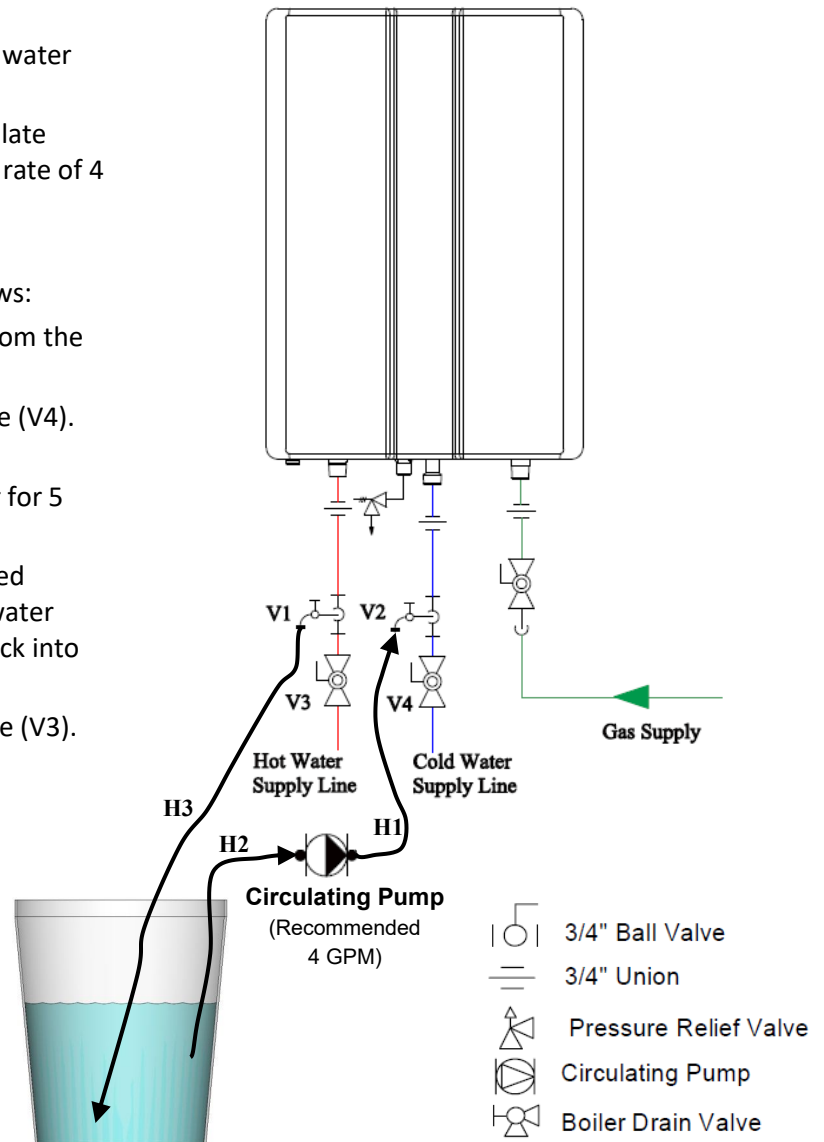 water
late
rate of 4
ws:
om the
e (V4).
for 5
ed
water
ck into
e (V3).
V1
V2
V3
V4
Gas Supply
Hot Water
Supply Line
Cold Water
Supply Line
H3
H2
H1
Circulating Pump
(Recommended
4 GPM)
3/4" Ball Valve
3/4" Union
Pressure Relief Valve
Circulating Pump
Boiler Drain Valve